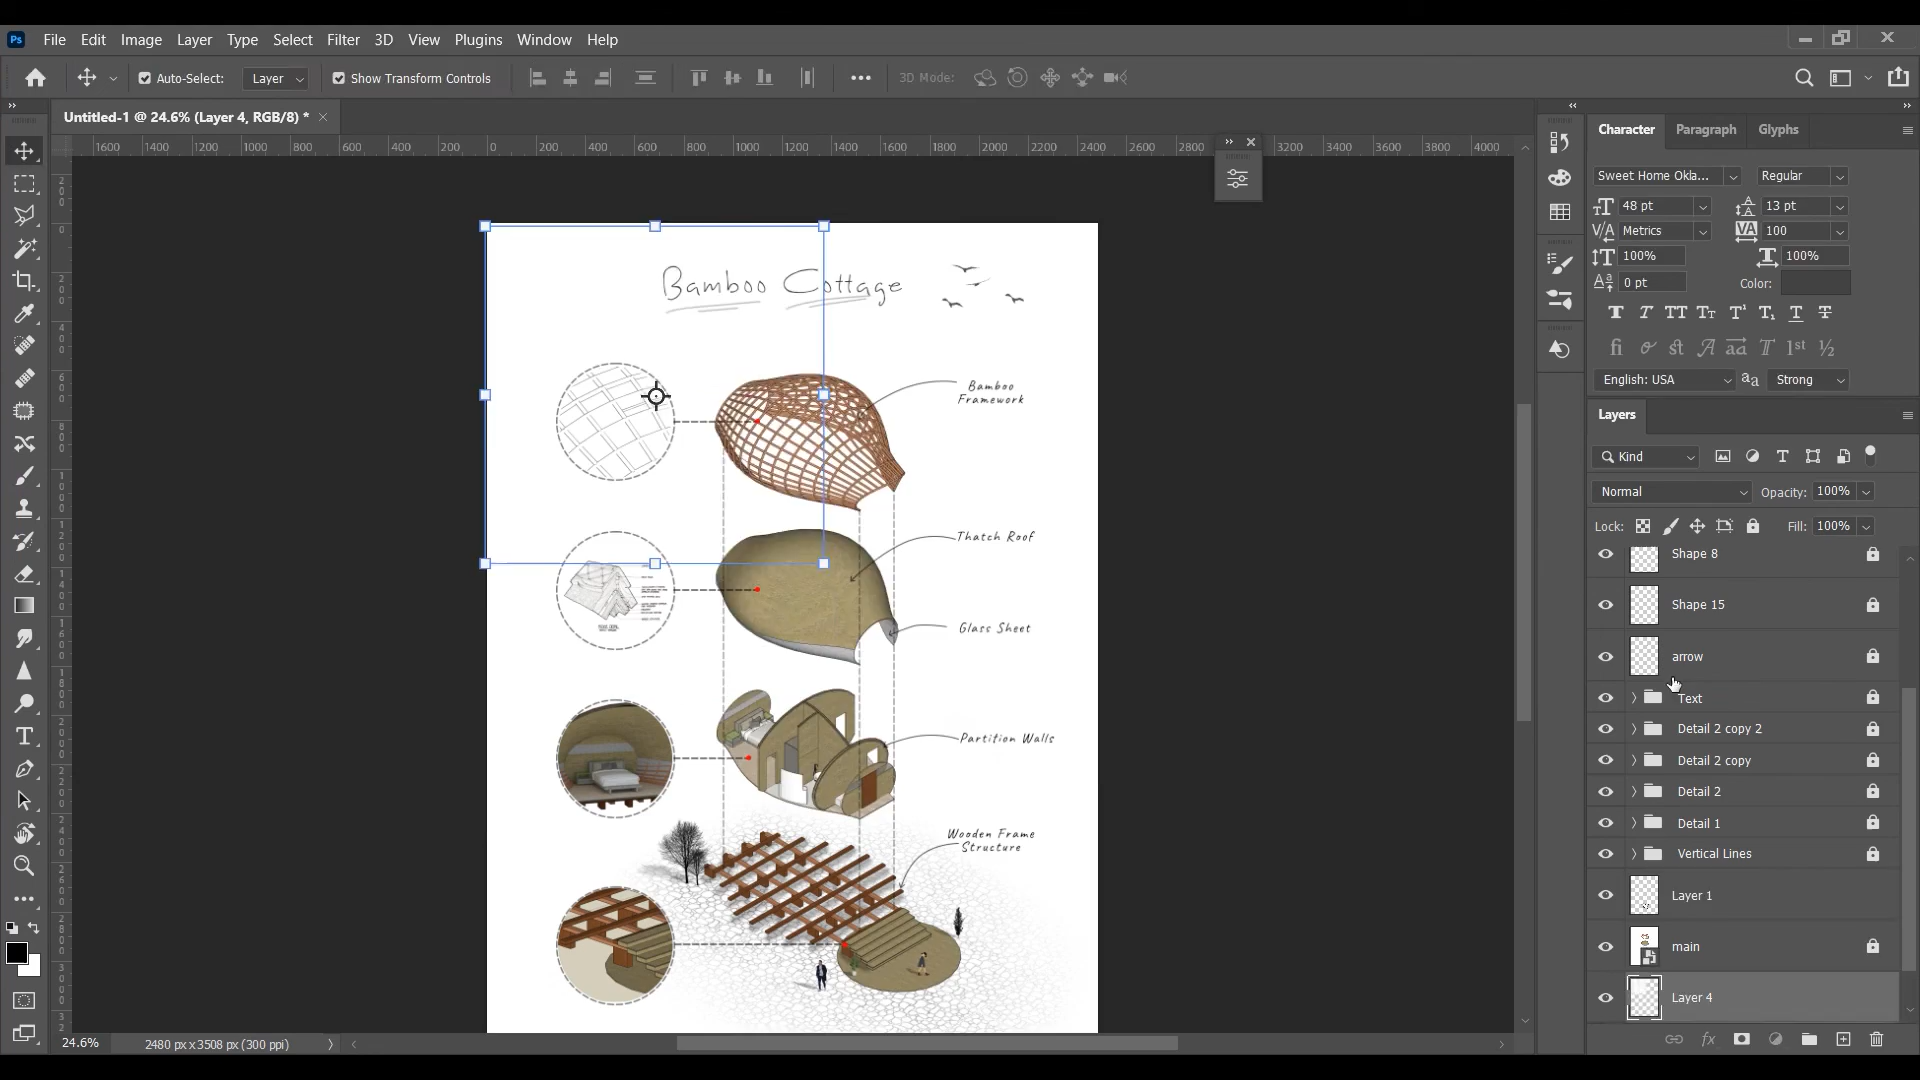 Ps File Edit Image Layer Type Select Filter 3D View Plugins Window Help
Auto-Select: Layer Show Transform Controls 3D Mode:
Untitled-1 @ 24.6% (Layer 4, RGB/8) *
1600 1400 1200 1000 800 600 400 200 0 200 400 600 800 1000 1200 1400 1600 1800 2000 2200 2400 2600 2800 3200 3400 3600 3800 4000
Bamboo Cottage
Bamboo
Framework
Thatch Roof
Glass Sheet
Partition Walls
Wooden Frame
Structure
24.6% 2480 px x 3508 px (300 ppi)
Character Paragraph Glyphs
Sweet Home Okla... Regular
48 pt 13 pt
Metrics 100
100% 100%
0 pt Color:
English: USA aa Strong
Layers
Kind
Normal Opacity: 100%
Lock: Fill: 100%
Shape 8
Shape 15
arrow
Text
Detail 2 copy 2
Detail 2 copy
Detail 2
Detail 1
Vertical Lines
Layer 1
main
Layer 4